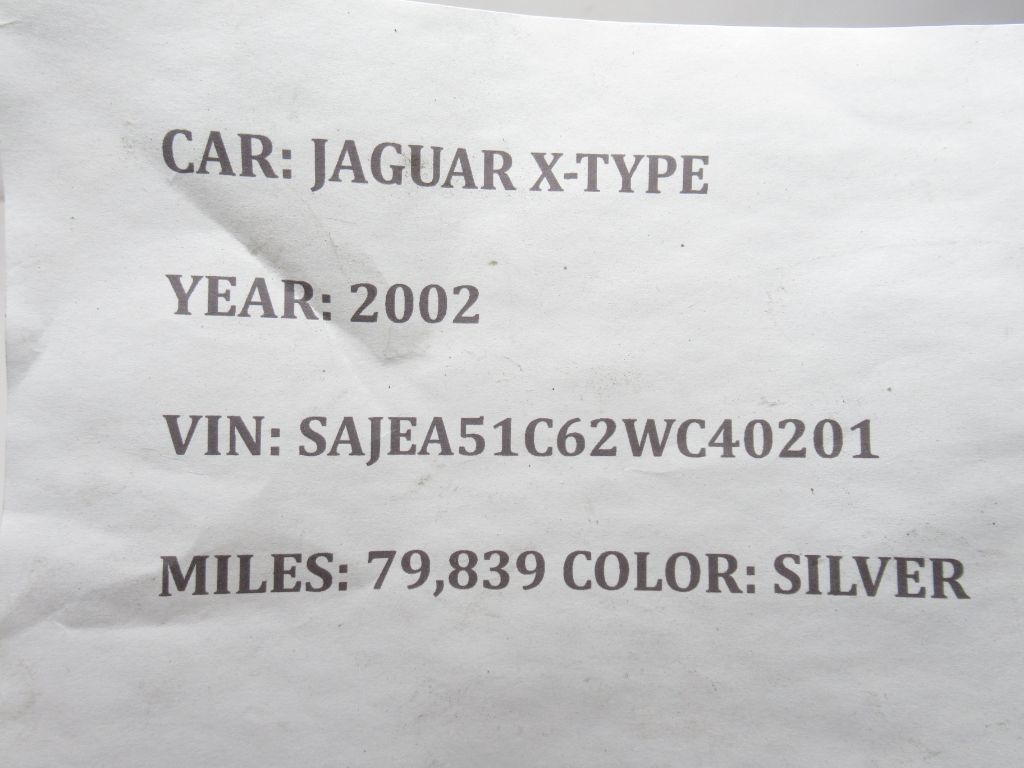 CAR: JAGUAR X-TYPE
YEAR: 2002
VIN: SAJEA51C62WC40201
MILES: 79,839 COLOR: SILVER